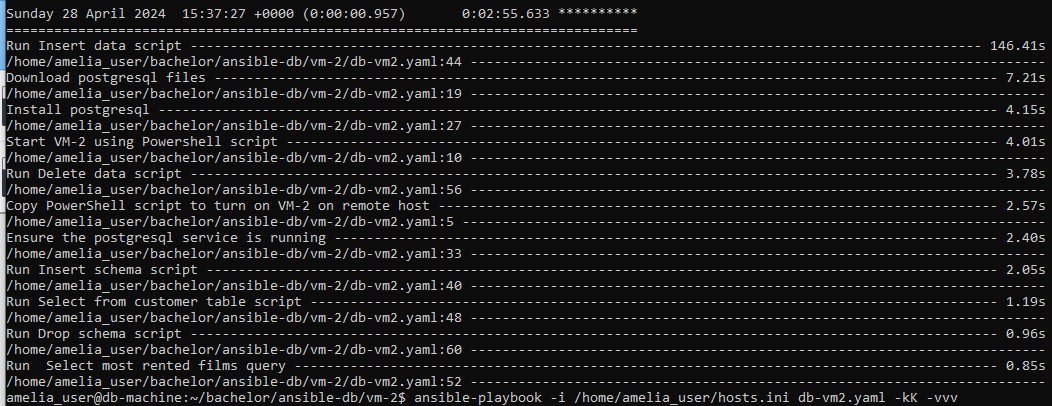 Sunday 28 April 2024  15:37:27 +0000 (0:00:00.957)       0:02:55.633 **********
===============================================================================
Run Insert data script --------------------------------------------------------------------------------------------------- 146.41s
/home/amelia_user/bachelor/ansible-db/vm-2/db-vm2.yaml:44 ------------------------------------------------------------------------
Download postgresql files -------------------------------------------------------------------------------------------------- 7.21s
/home/amelia_user/bachelor/ansible-db/vm-2/db-vm2.yaml:19 ------------------------------------------------------------------------
Install postgresql --------------------------------------------------------------------------------------------------------- 4.15s
/home/amelia_user/bachelor/ansible-db/vm-2/db-vm2.yaml:27 ------------------------------------------------------------------------
Start VM-2 using Powershell script ----------------------------------------------------------------------------------------- 4.01s
/home/amelia_user/bachelor/ansible-db/vm-2/db-vm2.yaml:10 ------------------------------------------------------------------------
Run Delete data script ----------------------------------------------------------------------------------------------------- 3.78s
/home/amelia_user/bachelor/ansible-db/vm-2/db-vm2.yaml:56 ------------------------------------------------------------------------
Copy PowerShell script to turn on VM-2 on remote host ---------------------------------------------------------------------- 2.57s
/home/amelia_user/bachelor/ansible-db/vm-2/db-vm2.yaml:5 -------------------------------------------------------------------------
Ensure the postgresql service is running ----------------------------------------------------------------------------------- 2.40s
/home/amelia_user/bachelor/ansible-db/vm-2/db-vm2.yaml:33 ------------------------------------------------------------------------
Run Insert schema script --------------------------------------------------------------------------------------------------- 2.05s
/home/amelia_user/bachelor/ansible-db/vm-2/db-vm2.yaml:40 ------------------------------------------------------------------------
Run Select from customer table script -------------------------------------------------------------------------------------- 1.19s
/home/amelia_user/bachelor/ansible-db/vm-2/db-vm2.yaml:48 ------------------------------------------------------------------------
Run Drop schema script ----------------------------------------------------------------------------------------------------- 0.96s
/home/amelia_user/bachelor/ansible-db/vm-2/db-vm2.yaml:60 ------------------------------------------------------------------------
Run  Select most rented films query ---------------------------------------------------------------------------------------- 0.85s
/home/amelia_user/bachelor/ansible-db/vm-2/db-vm2.yaml:52 ------------------------------------------------------------------------
amelia_user@db-machine:~/bachelor/ansible-db/vm-2$ ansible-playbook -i /home/amelia_user/hosts.ini db-vm2.yaml -kK -vvv